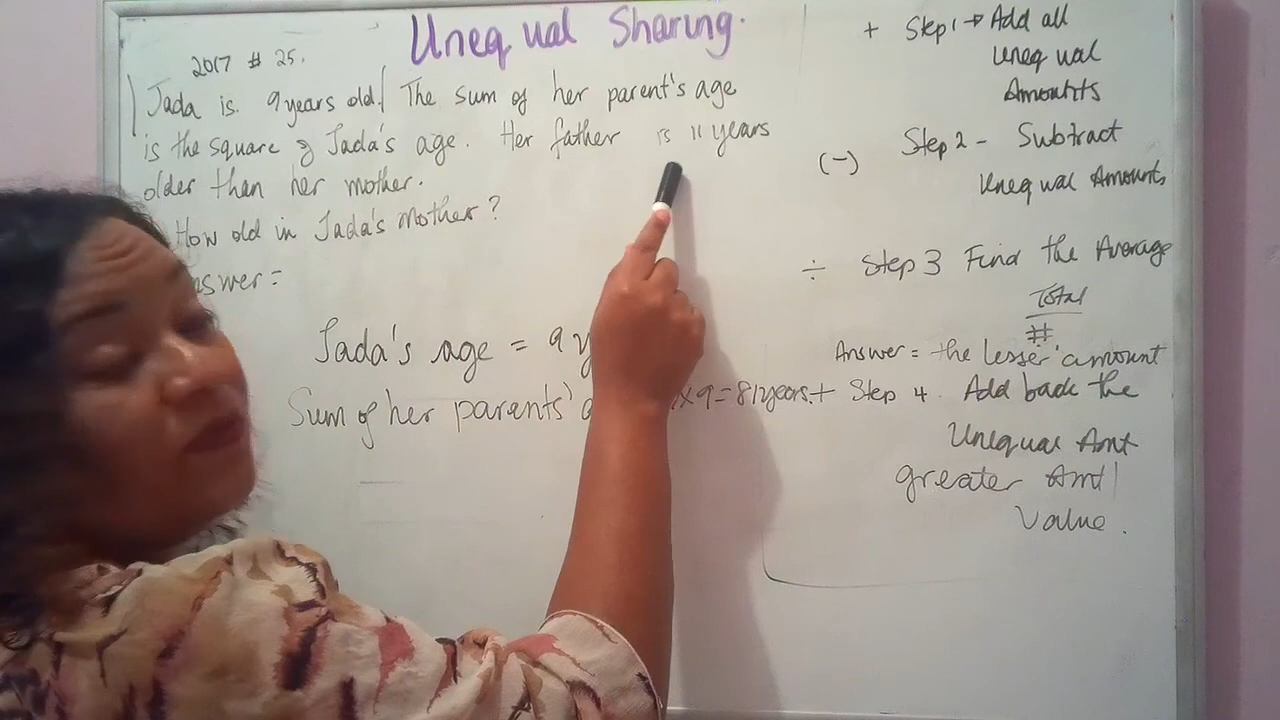 Unequal Sharing.
2017 # 25.
Jada is. 9 years old. The sum of her parent's age
is the square of Jada's age. Her father is 11 years
older than her mother.
How old in Jada's Mother?
nswer =
Jada's age = 9 y
Sum of her parents' a x 9 = 81 years.
+ Step 1 → Add all
Unequal
Amounts
(-) Step 2 - Subtract
Unequal Amounts
÷ Step 3 Find the Average
Total
#
Answer = the lesser amount
+ Step 4. Add back the
Unequal Amt
greater Amt|
Value.